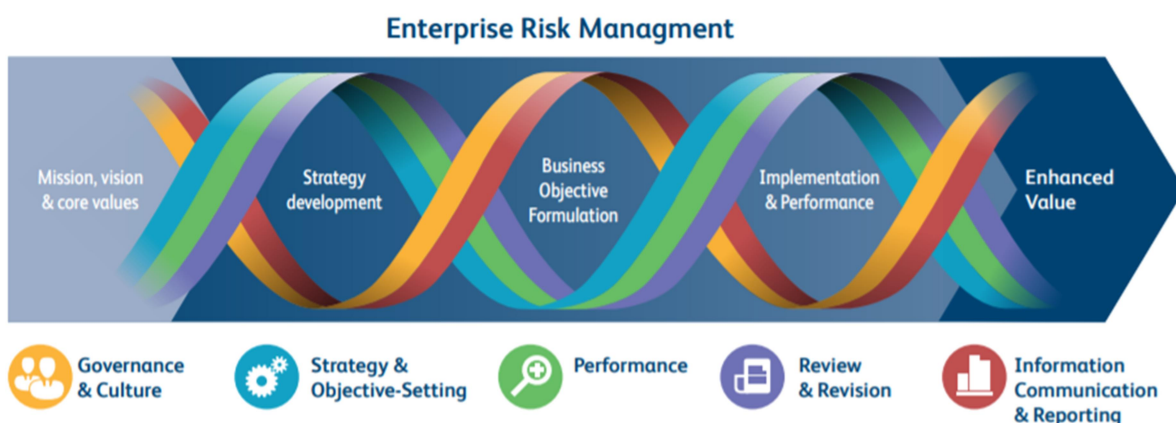 Enterprise Risk Managment
Mission, vision
& core values
Strategy
development
Business
Objective
Formulation
Implementation
& Performance
Enhanced
Value
Governance
& Culture
Strategy &
Objective-Setting
Performance
Review
& Revision
Information
Communication
& Reporting